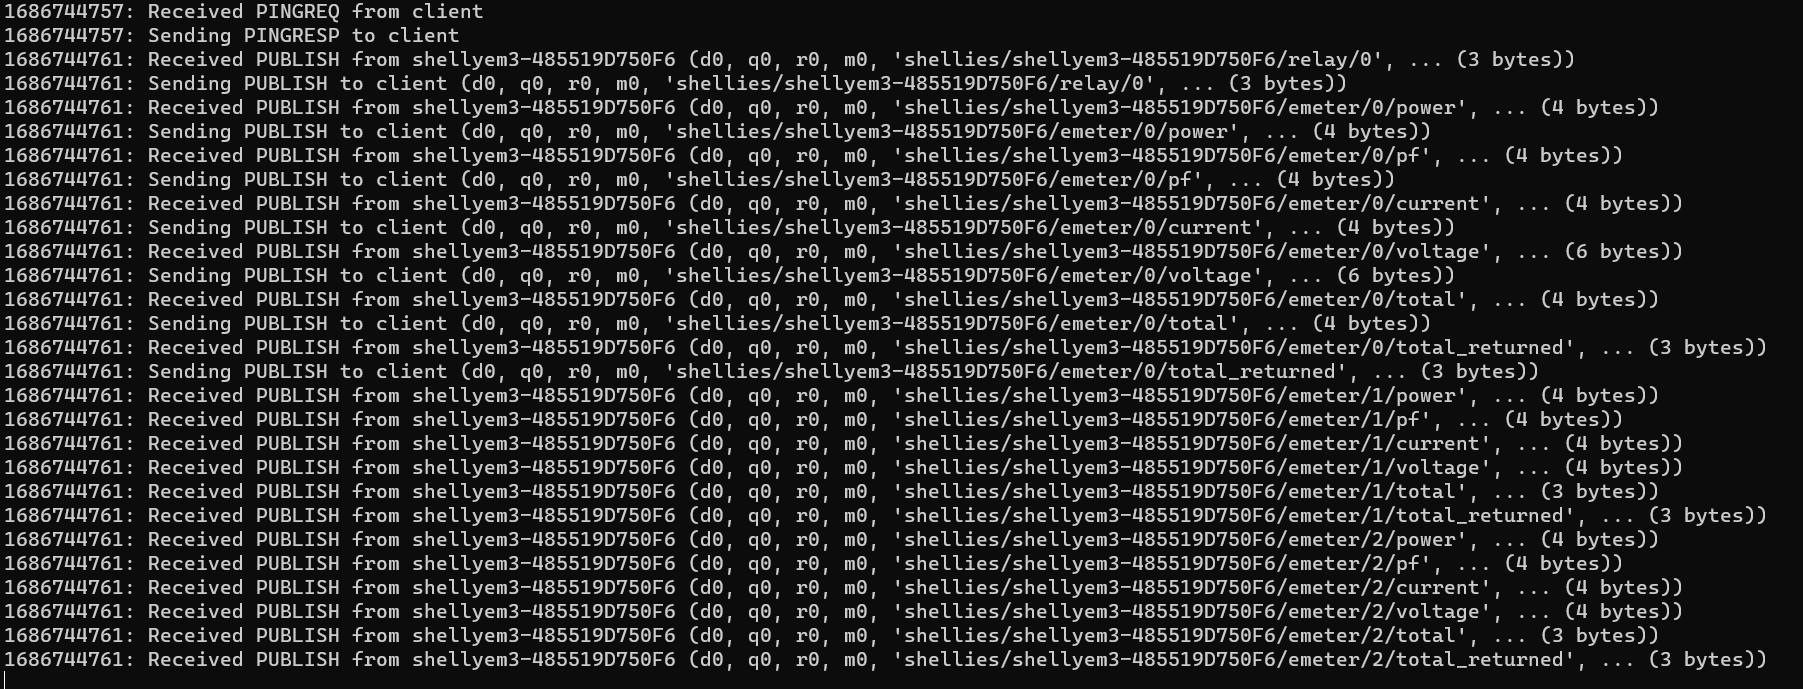 1686744757: Received PINGREQ from client
1686744757: Sending PINGRESP to client
1686744761: Received PUBLISH from shellyem3-485519D750F6 (d0, q0, r0, m0, 'shellies/shellyem3-485519D750F6/relay/0', ... (3 bytes))
1686744761: Sending PUBLISH to client (d0, q0, r0, m0, 'shellies/shellyem3-485519D750F6/relay/0', ... (3 bytes))
1686744761: Received PUBLISH from shellyem3-485519D750F6 (d0, q0, r0, m0, 'shellies/shellyem3-485519D750F6/emeter/0/power', ... (4 bytes))
1686744761: Sending PUBLISH to client (d0, q0, r0, m0, 'shellies/shellyem3-485519D750F6/emeter/0/power', ... (4 bytes))
1686744761: Received PUBLISH from shellyem3-485519D750F6 (d0, q0, r0, m0, 'shellies/shellyem3-485519D750F6/emeter/0/pf', ... (4 bytes))
1686744761: Sending PUBLISH to client (d0, q0, r0, m0, 'shellies/shellyem3-485519D750F6/emeter/0/pf', ... (4 bytes))
1686744761: Received PUBLISH from shellyem3-485519D750F6 (d0, q0, r0, m0, 'shellies/shellyem3-485519D750F6/emeter/0/current', ... (4 bytes))
1686744761: Sending PUBLISH to client (d0, q0, r0, m0, 'shellies/shellyem3-485519D750F6/emeter/0/current', ... (4 bytes))
1686744761: Received PUBLISH from shellyem3-485519D750F6 (d0, q0, r0, m0, 'shellies/shellyem3-485519D750F6/emeter/0/voltage', ... (6 bytes))
1686744761: Sending PUBLISH to client (d0, q0, r0, m0, 'shellies/shellyem3-485519D750F6/emeter/0/voltage', ... (6 bytes))
1686744761: Received PUBLISH from shellyem3-485519D750F6 (d0, q0, r0, m0, 'shellies/shellyem3-485519D750F6/emeter/0/total', ... (4 bytes))
1686744761: Sending PUBLISH to client (d0, q0, r0, m0, 'shellies/shellyem3-485519D750F6/emeter/0/total', ... (4 bytes))
1686744761: Received PUBLISH from shellyem3-485519D750F6 (d0, q0, r0, m0, 'shellies/shellyem3-485519D750F6/emeter/0/total_returned', ... (3 bytes))
1686744761: Sending PUBLISH to client (d0, q0, r0, m0, 'shellies/shellyem3-485519D750F6/emeter/0/total_returned', ... (3 bytes))
1686744761: Received PUBLISH from shellyem3-485519D750F6 (d0, q0, r0, m0, 'shellies/shellyem3-485519D750F6/emeter/1/power', ... (4 bytes))
1686744761: Received PUBLISH from shellyem3-485519D750F6 (d0, q0, r0, m0, 'shellies/shellyem3-485519D750F6/emeter/1/pf', ... (4 bytes))
1686744761: Received PUBLISH from shellyem3-485519D750F6 (d0, q0, r0, m0, 'shellies/shellyem3-485519D750F6/emeter/1/current', ... (4 bytes))
1686744761: Received PUBLISH from shellyem3-485519D750F6 (d0, q0, r0, m0, 'shellies/shellyem3-485519D750F6/emeter/1/voltage', ... (4 bytes))
1686744761: Received PUBLISH from shellyem3-485519D750F6 (d0, q0, r0, m0, 'shellies/shellyem3-485519D750F6/emeter/1/total', ... (3 bytes))
1686744761: Received PUBLISH from shellyem3-485519D750F6 (d0, q0, r0, m0, 'shellies/shellyem3-485519D750F6/emeter/1/total_returned', ... (3 bytes))
1686744761: Received PUBLISH from shellyem3-485519D750F6 (d0, q0, r0, m0, 'shellies/shellyem3-485519D750F6/emeter/2/power', ... (4 bytes))
1686744761: Received PUBLISH from shellyem3-485519D750F6 (d0, q0, r0, m0, 'shellies/shellyem3-485519D750F6/emeter/2/pf', ... (4 bytes))
1686744761: Received PUBLISH from shellyem3-485519D750F6 (d0, q0, r0, m0, 'shellies/shellyem3-485519D750F6/emeter/2/current', ... (4 bytes))
1686744761: Received PUBLISH from shellyem3-485519D750F6 (d0, q0, r0, m0, 'shellies/shellyem3-485519D750F6/emeter/2/voltage', ... (4 bytes))
1686744761: Received PUBLISH from shellyem3-485519D750F6 (d0, q0, r0, m0, 'shellies/shellyem3-485519D750F6/emeter/2/total', ... (3 bytes))
1686744761: Received PUBLISH from shellyem3-485519D750F6 (d0, q0, r0, m0, 'shellies/shellyem3-485519D750F6/emeter/2/total_returned', ... (3 bytes))